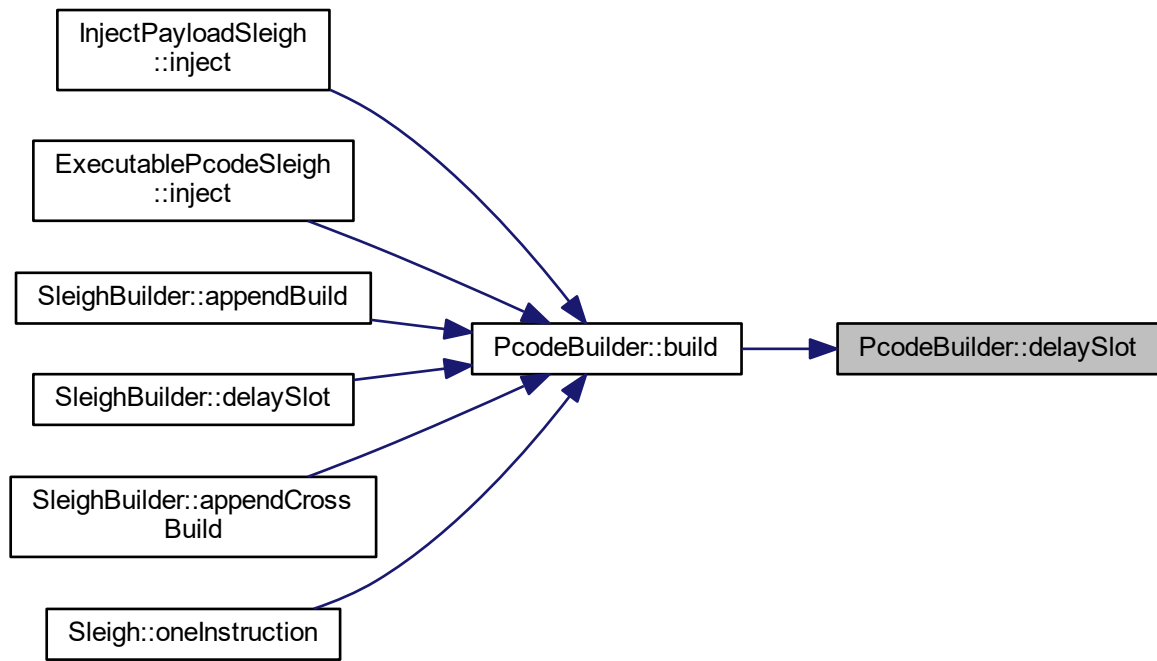 InjectPayloadSleigh
::inject
ExecutablePcodeSleigh
::inject
SleighBuilder::appendBuild
SleighBuilder::delaySlot
SleighBuilder::appendCross
Build
Sleigh::oneInstruction
PcodeBuilder::build
PcodeBuilder::delaySlot